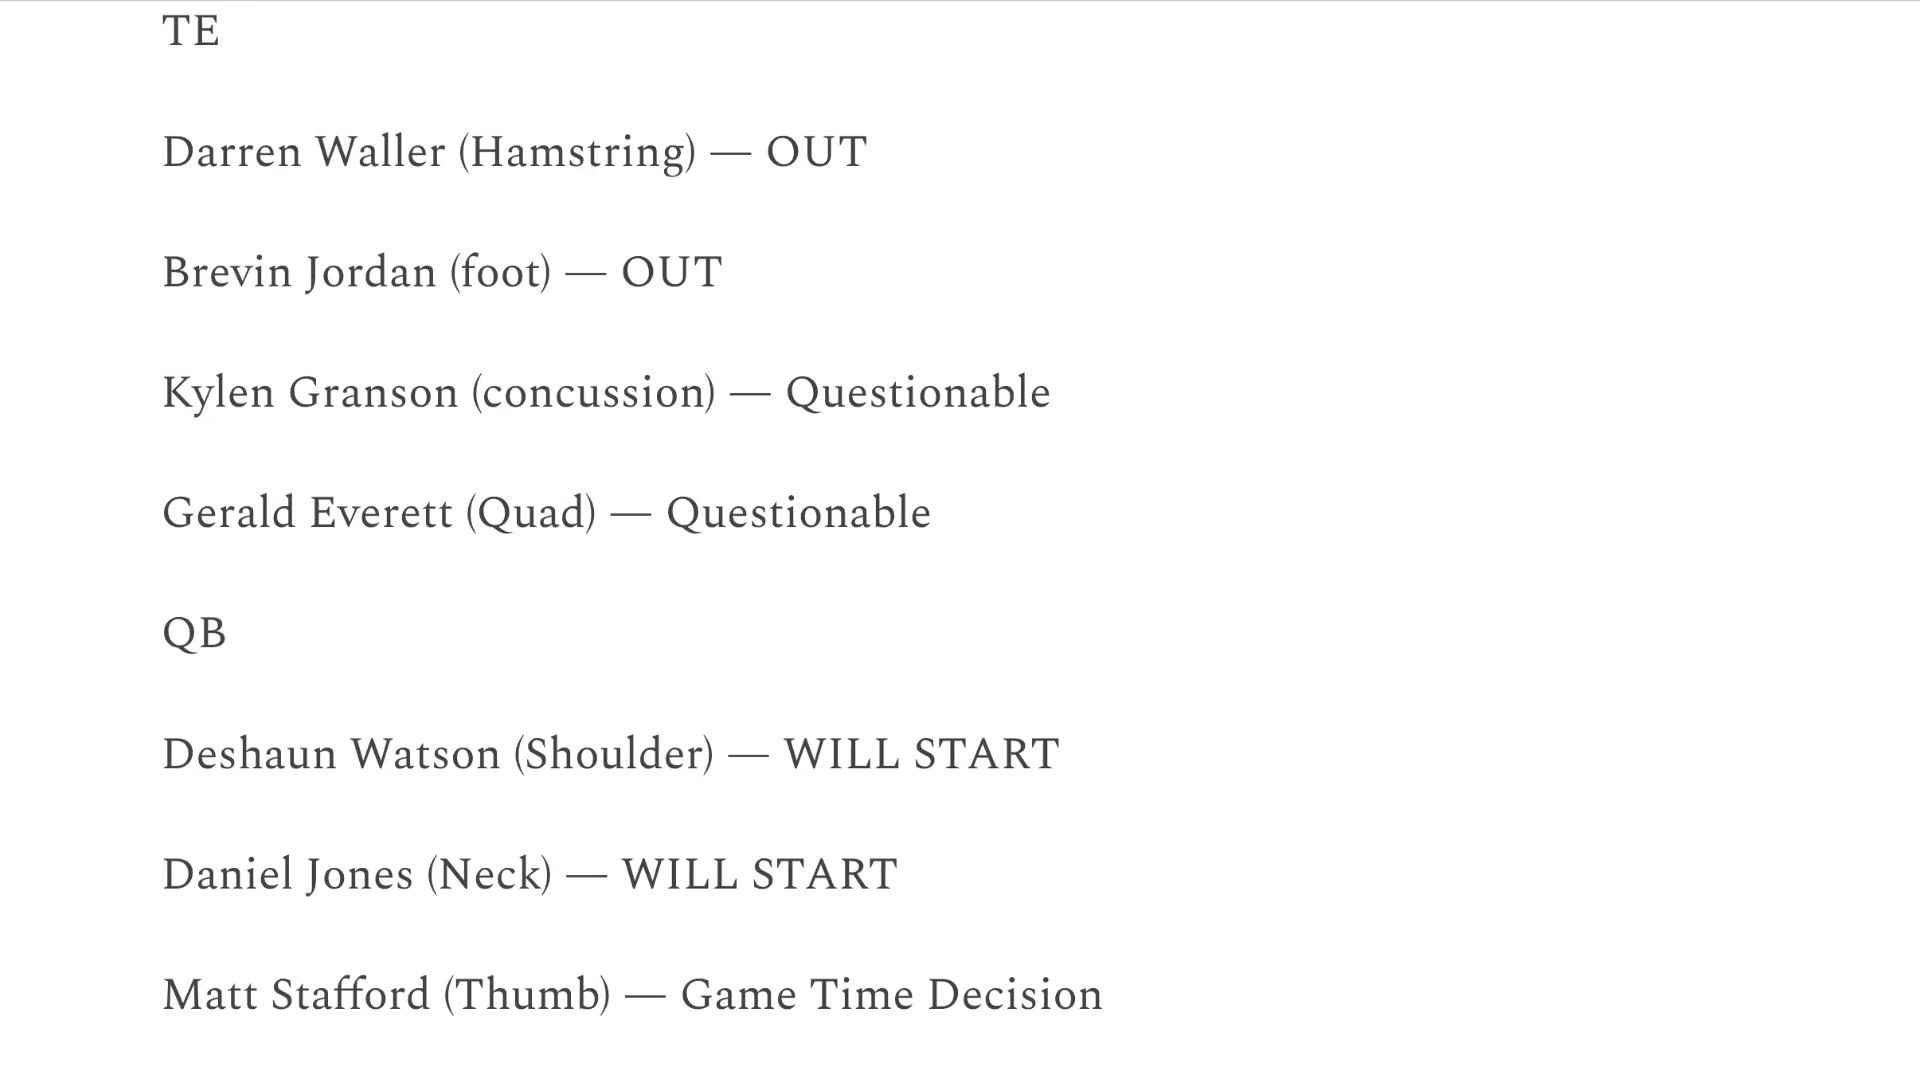 TE
Darren Waller (Hamstring) — OUT
Brevin Jordan (foot) — OUT
Kylen Granson (concussion) — Questionable
Gerald Everett (Quad) — Questionable
QB
Deshaun Watson (Shoulder) — WILL START
Daniel Jones (Neck) — WILL START
Matt Stafford (Thumb) — Game Time Decision